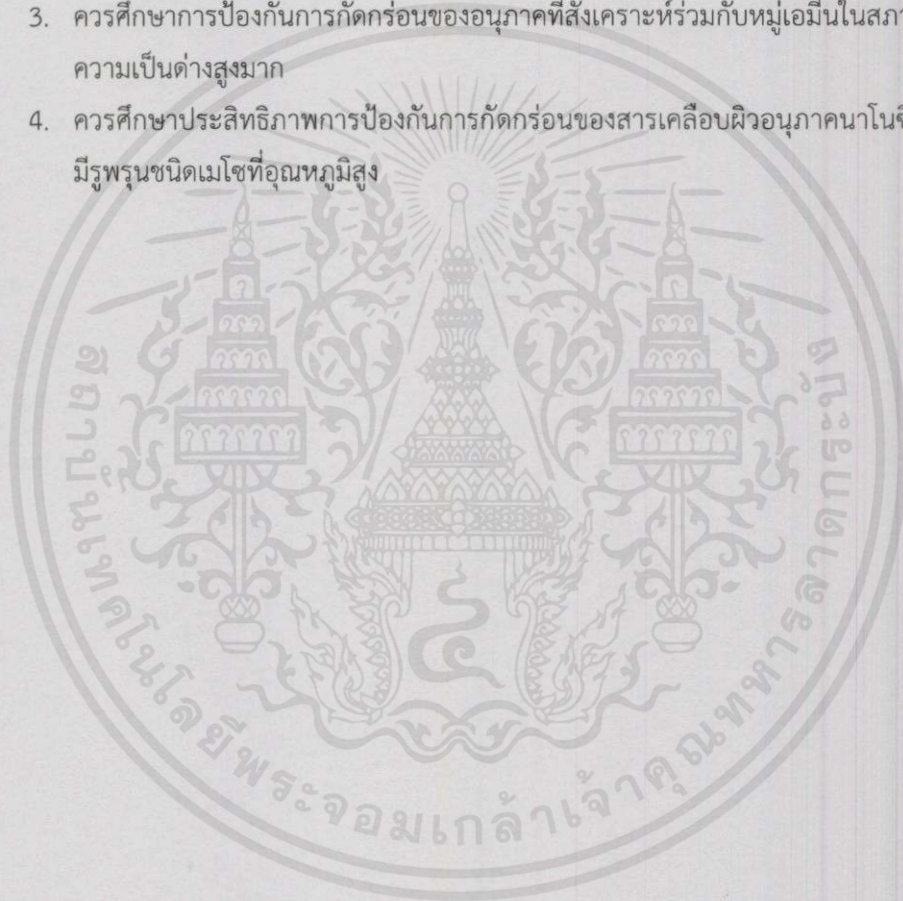 3. ควรศึกษาการป้องกันการกัดกร่อนของอนุภาคที่สังเคราะห์ร่วมกับหมู่เอมีนในสภา
ความเป็นด่างสูงมาก
4. ควรศึกษาประสิทธิภาพการป้องกันการกัดกร่อนของสารเคลือบผิวอนุภาคนาโนซิ
มีรูพรุนชนิดเมโซที่อุณหภูมิสูง
๔
สถาบันเทคโนโลยีพระจอมเกล้าเจ้าคุณทหารลาดกระบัง